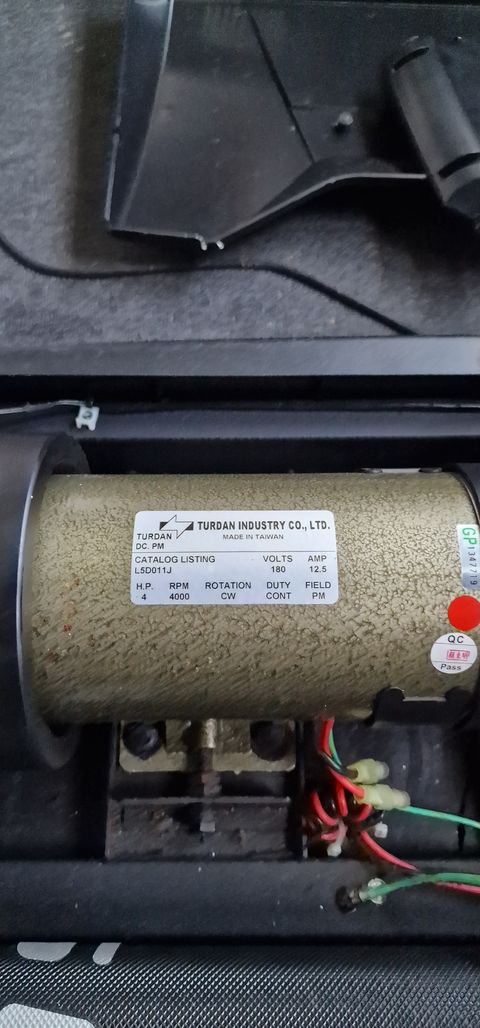 TURDAN INDUSTRY CO., LTD.
TURDAN
MADE IN TAIWAN
DC. PM
CATALOG LISTING VOLTS AMP
L5D011J 180 12.5
H.P. RPM ROTATION DUTY FIELD
4 4000 CW CONT PM
GP
1347719
QC
Pass